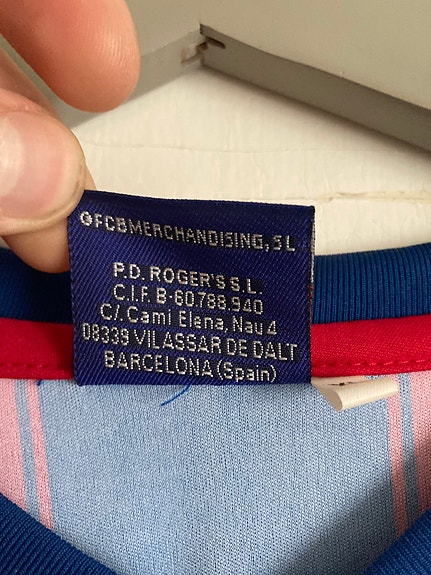 ©FCBMERCHANDISING, SL
P.D. ROGER'S S.L.
C.I.F. B-60.788.940
C/. Cami Elena, Nau 4
08339 VILASSAR DE DALT
BARCELONA (Spain)